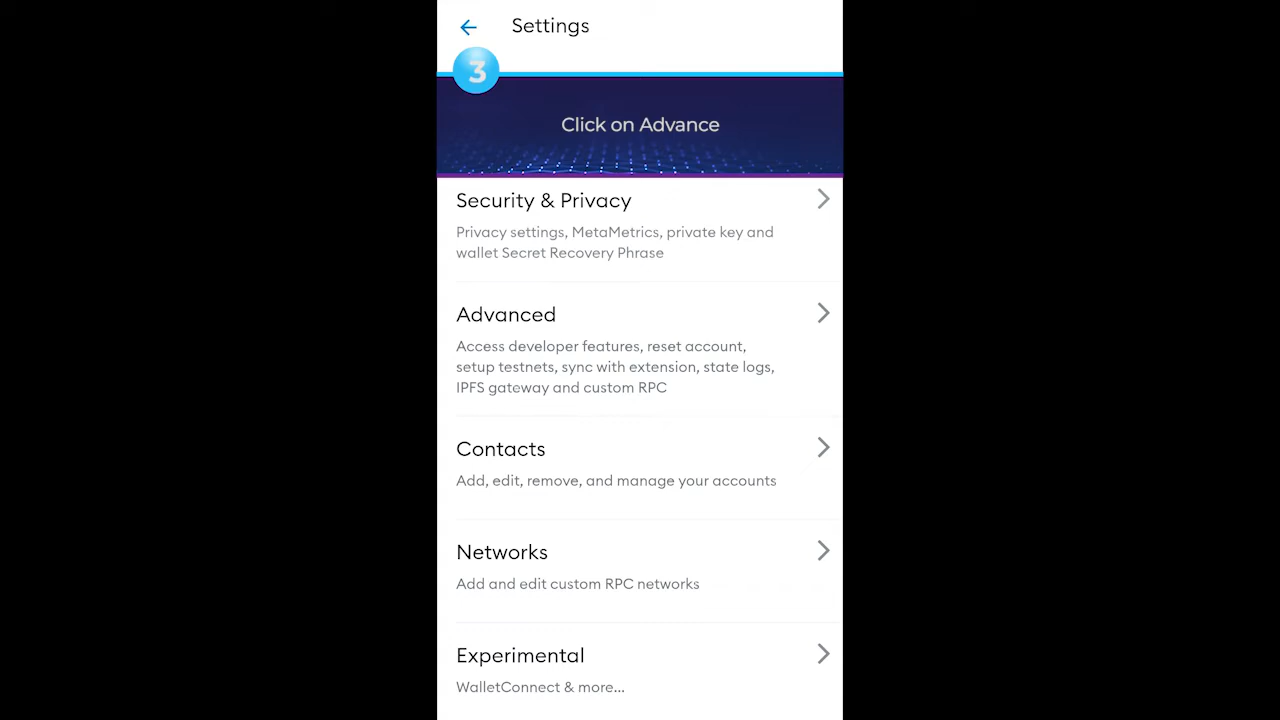 Settings
3
Click on Advance
Security & Privacy
Privacy settings, MetaMetrics, private key and
wallet Secret Recovery Phrase
Advanced
Access developer features, reset account,
setup testnets, sync with extension, state logs,
IPFS gateway and custom RPC
Contacts
Add, edit, remove, and manage your accounts
Networks
Add and edit custom RPC networks
Experimental
WalletConnect & more...